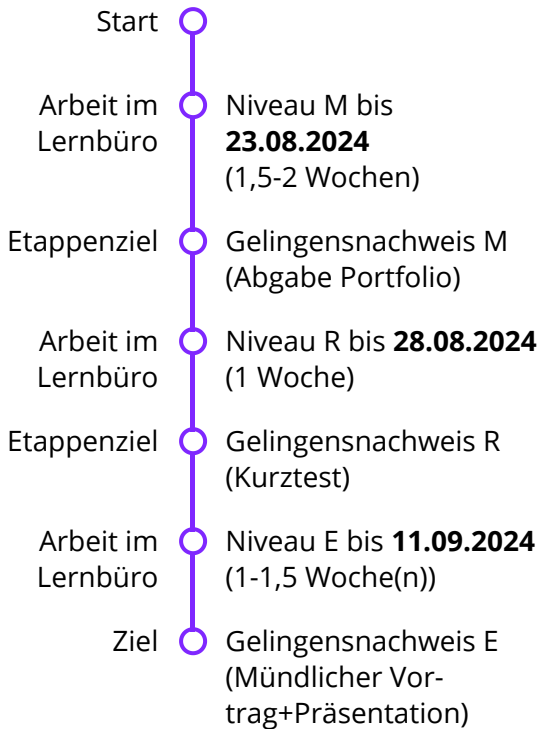 Start
Arbeit im
Lernbüro
Niveau M bis
23.08.2024
(1,5-2 Wochen)
Etappenziel
Gelingensnachweis M
(Abgabe Portfolio)
Arbeit im
Lernbüro
Niveau R bis 28.08.2024
(1 Woche)
Etappenziel
Gelingensnachweis R
(Kurztest)
Arbeit im
Lernbüro
Niveau E bis 11.09.2024
(1-1,5 Woche(n))
Ziel
Gelingensnachweis E
(Mündlicher Vor-
trag+Präsentation)